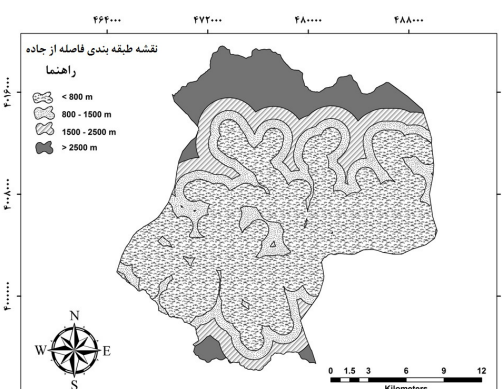 ۴۶۴۰۰۰ ۴۷۲۰۰۰ ۴۸۰۰۰۰ ۴۸۸۰۰۰
نقشه طبقه بندی فاصله از جاده
راهنما
< 800 m
800 - 1500 m
1500 - 2500 m
> 2500 m
۴۰۱۶۰۰۰
۴۰۰۸۰۰۰
۴۰۰۰۰۰۰
N
W E
S
0 1.5 3 6 9 12
Kilometers